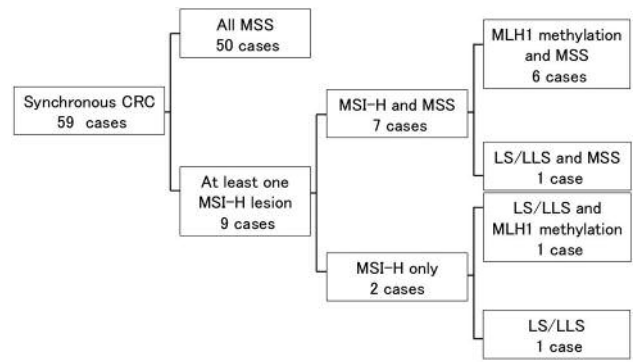 Synchronous CRC
59 cases
All MSS
50 cases
At least one
MSI-H lesion
9 cases
MSI-H and MSS
7 cases
MSI-H only
2 cases
MLH1 methylation
and MSS
6 cases
LS/LLS and MSS
1 case
LS/LLS and
MLH1 methylation
1 case
LS/LLS
1 case